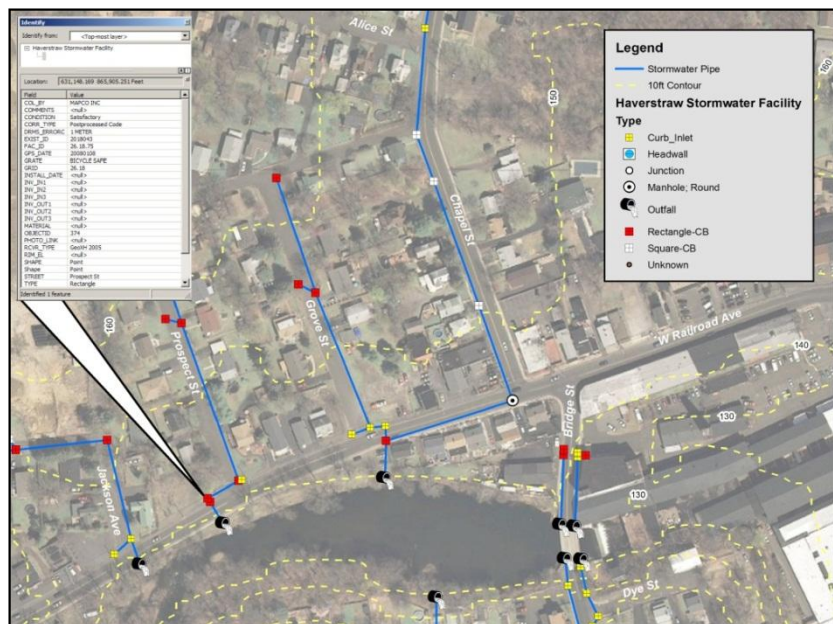 Identify
Identify from: <Top-most layer>
Haverstraw Stormwater Facility
Location: 631,148.189 865,905.251 Feet
Field Value
COL_BY MAPCO INC
COMMENTS <null>
CONDITION Satisfactory
CORR_TYPE Postprocessed Code
DRMS_ERRORC 1 METER
EXIST_ID 2018043
FAC_ID 26.18.75
GPS_DATE 20080108
GRATE BICYCLE SAFE
GRID 26.18
INSTALL_DATE <null>
INV_IN1 <null>
INV_IN2 <null>
INV_IN3 <null>
INV_OUT1 <null>
INV_OUT2 <null>
INV_OUT3 <null>
MATERIAL <null>
OBJECTID 374
PHOTO_LINK <null>
RCVR_TYPE GeoXH 2005
RIM_EL <null>
SHAPE Point
Shape Point
STREET Prospect St
TYPE Rectangle
Identified 1 feature
Legend
Stormwater Pipe
10ft Contour
Haverstraw Stormwater Facility
Type
Curb_Inlet
Headwall
Junction
Manhole; Round
Outfall
Rectangle-CB
Square-CB
Unknown
Alice St
150
160
Chapel St
160
Grove St
Prospect St
W Railroad Ave
140
Bridge St
130
130
Jackson Ave
Dye St